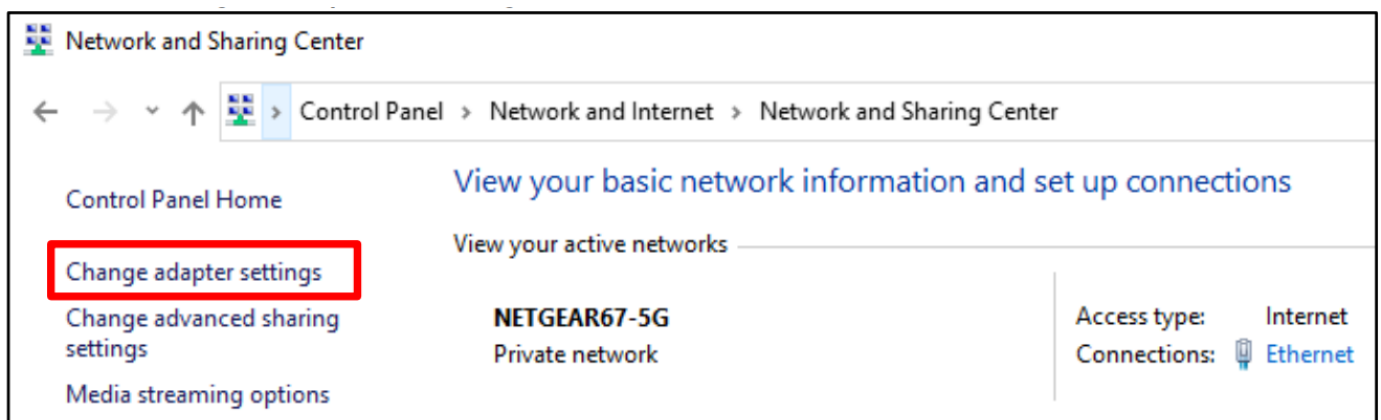 Network and Sharing Center
Control Panel > Network and Internet > Network and Sharing Center
Control Panel Home
Change adapter settings
Change advanced sharing
settings
Media streaming options
View your basic network information and set up connections
View your active networks
NETGEAR67-5G
Private network
Access type: Internet
Connections: Ethernet